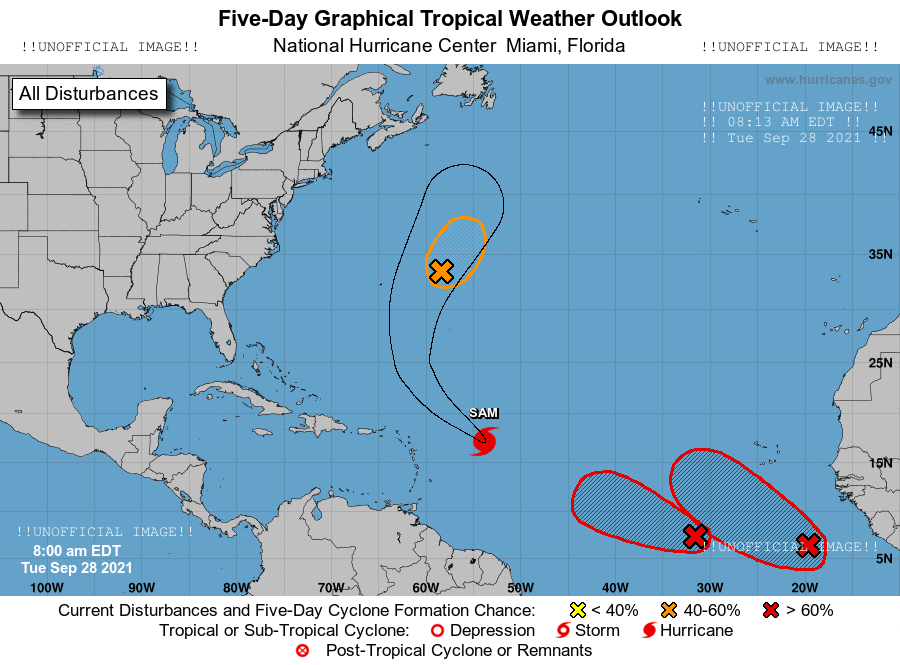 Five-Day Graphical Tropical Weather Outlook
!!UNOFFICIAL IMAGE!! National Hurricane Center Miami, Florida !!UNOFFICIAL IMAGE!!
www.hurricanes.gov
All Disturbances
!!UNOFFICIAL IMAGE!!
!! 08:13 AM EDT !!
45N
!! Tue Sep 28 2021 !!
35N
25N
SAM
15N
!!UNOFFICIAL IMAGE!!
!!UNOFFICIAL IMAGE!!
8:00 am EDT
5N
Tue Sep 28 2021
100W 90W 80W 70W 60W 50W 40W 30W 20W
Current Disturbances and Five-Day Cyclone Formation Chance: < 40% 40-60% > 60%
Tropical or Sub-Tropical Cyclone: Depression Storm Hurricane
Post-Tropical Cyclone or Remnants